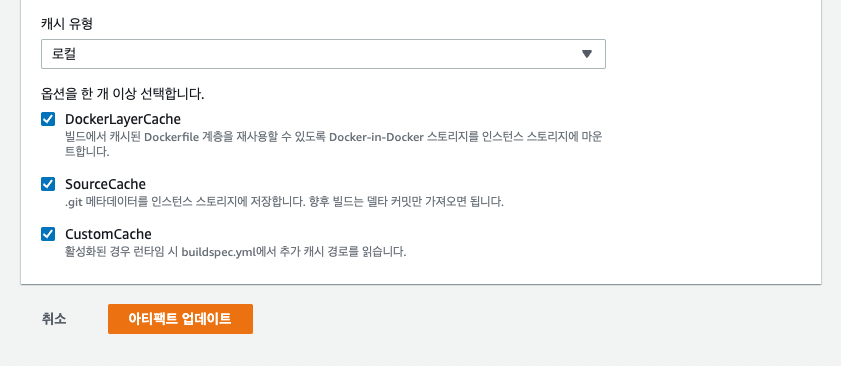 캐시 유형
로컬
옵션을 한 개 이상 선택합니다.
DockerLayerCache
빌드에서 캐시된 Dockerfile 계층을 재사용할 수 있도록 Docker-in-Docker 스토리지를 인스턴스 스토리지에 마운
트합니다.
SourceCache
.git 메타데이터를 인스턴스 스토리지에 저장합니다. 향후 빌드는 델타 커밋만 가져오면 됩니다.
CustomCache
활성화된 경우 런타임 시 buildspec.yml에서 추가 캐시 경로를 읽습니다.
취소
아티팩트 업데이트